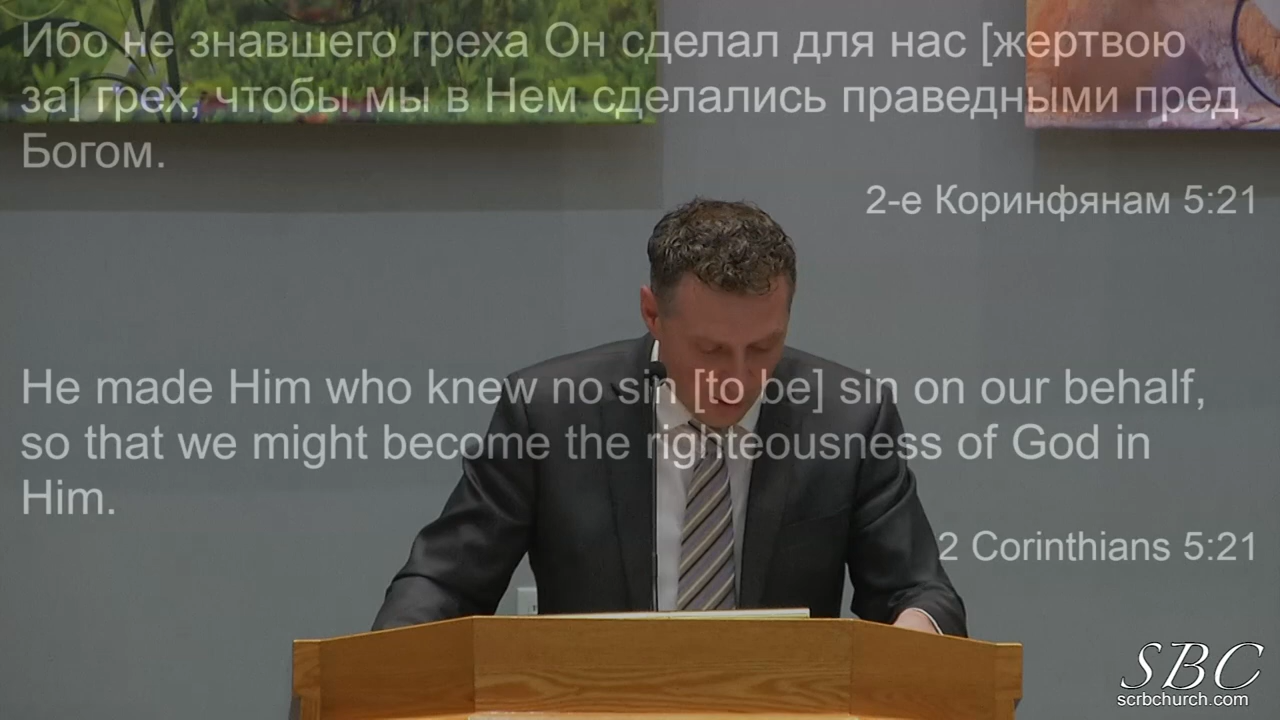 Ибо не знавшего греха Он сделал для нас [жертвою
за] грех, чтобы мы в Нем сделались праведными пред
Богом.
2-е Коринфянам 5:21
He made Him who knew no sin [to be] sin on our behalf,
so that we might become the righteousness of God in
Him.
2 Corinthians 5:21
SBC
scrbchurch.com